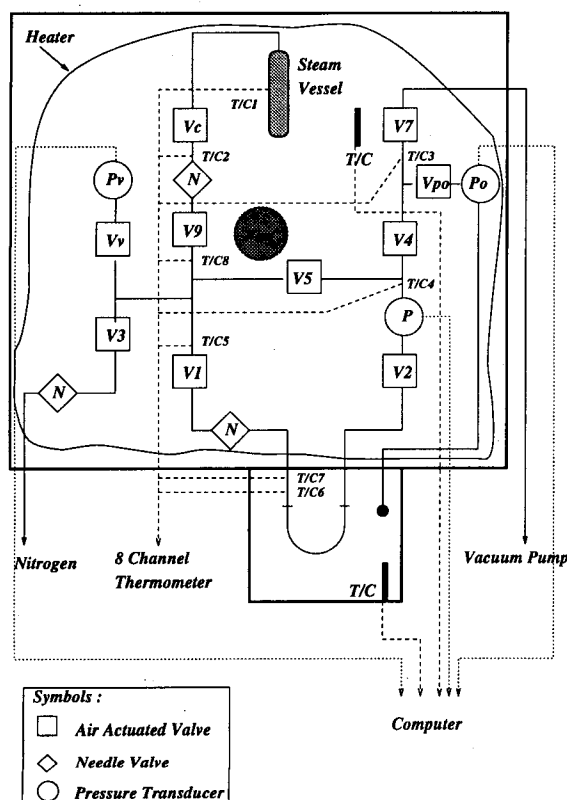 Heater
Steam
Vessel
T/C1
Vc
V7
T/C
T/C2
T/C3
Pv
N
Vpo
Po
Vv
V9
V4
T/C8
V5
T/C4
V3
P
T/C5
V1
V2
N
N
T/C7
T/C6
Nitrogen
8 Channel
Thermometer
T/C
Vacuum Pump
Computer
Symbols :
Air Actuated Valve
Needle Valve
Pressure Transducer